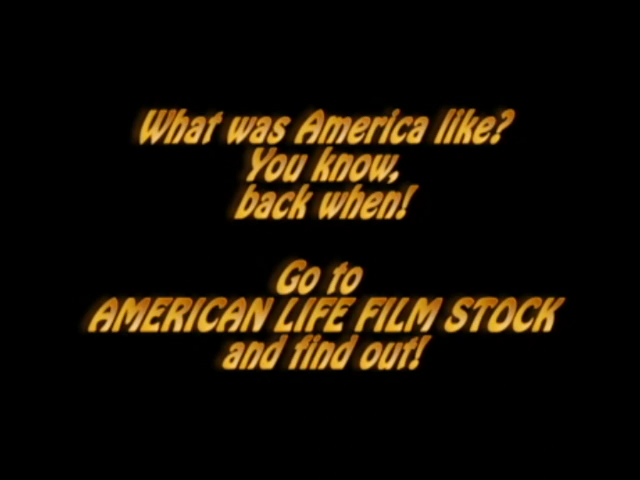 What was America like?
You know,
back when!
Go to
AMERICAN LIFE FILM STOCK
and find out!